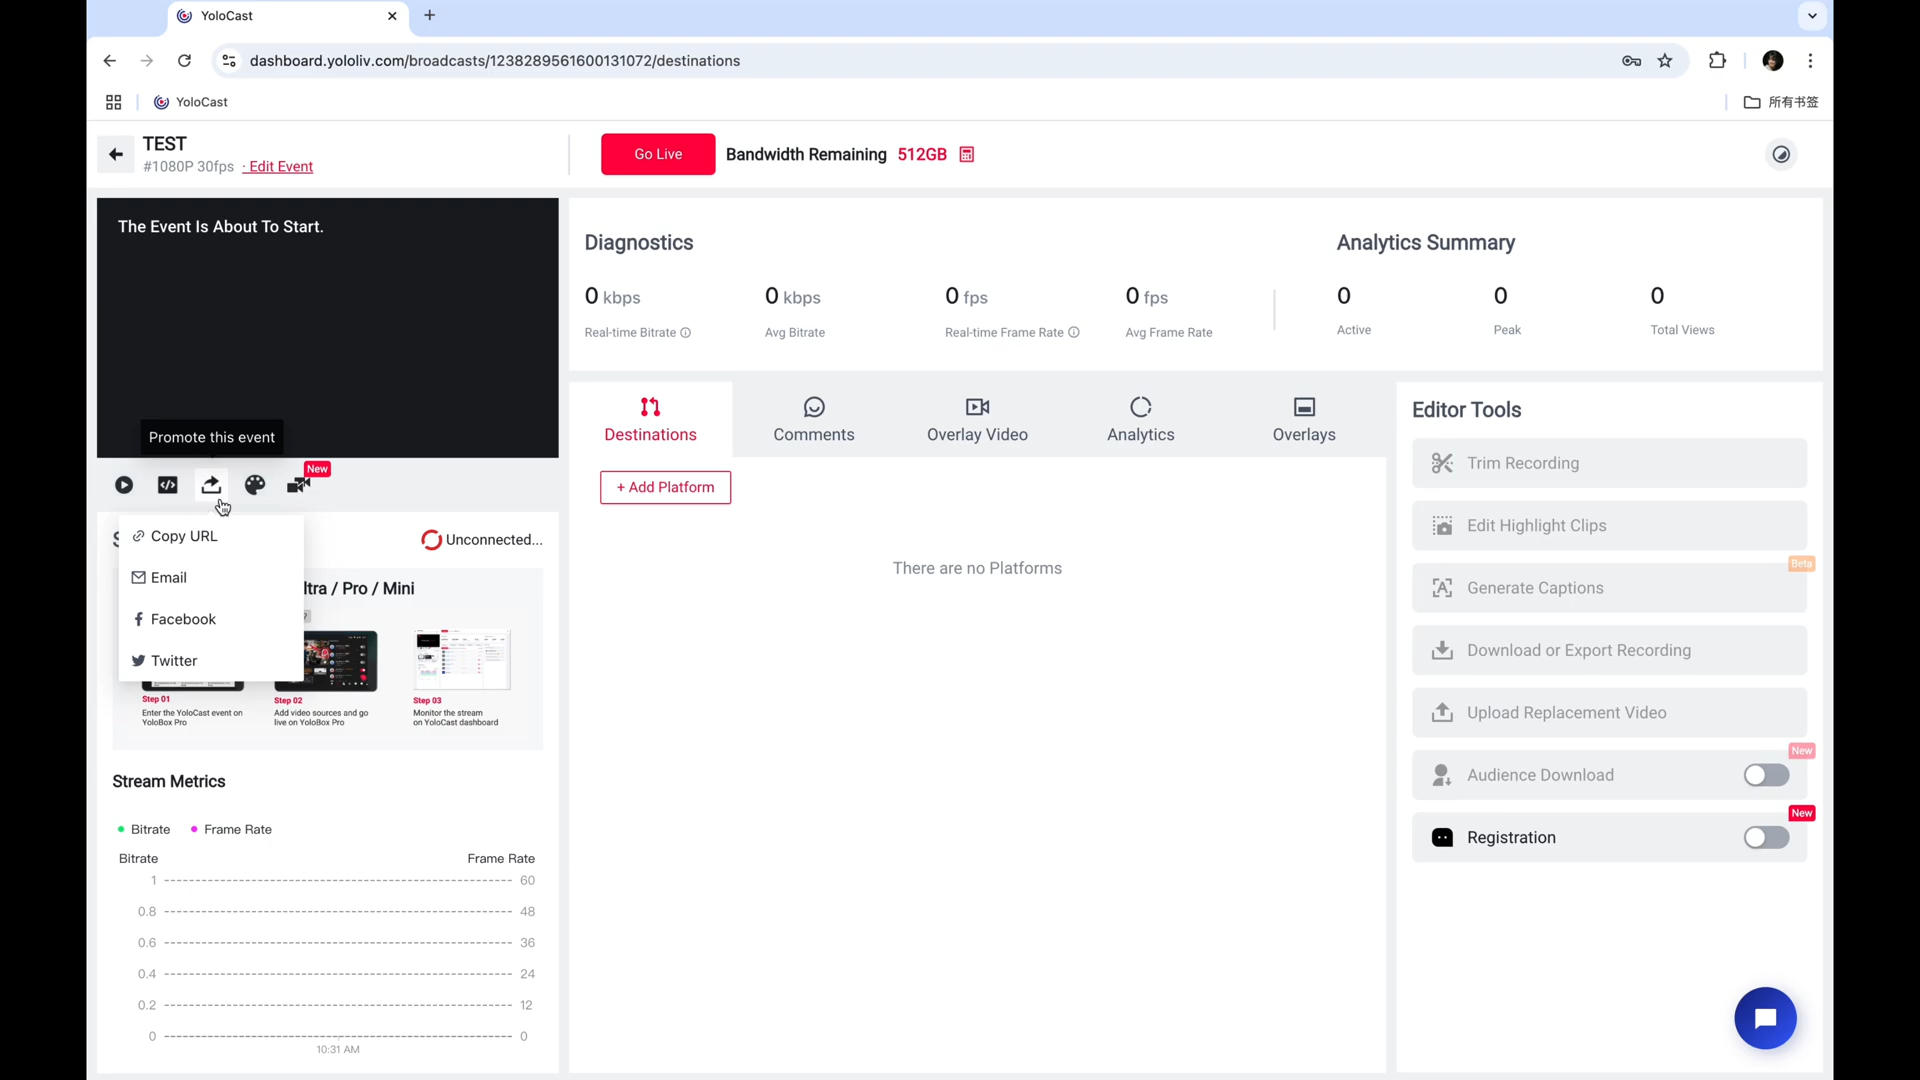 YoloCast
dashboard.yololiv.com/broadcasts/1238289561600131072/destinations
YoloCast
所有书签
TEST
#1080P 30fps · Edit Event
Go Live
Bandwidth Remaining 512GB
The Event Is About To Start.
Promote this event
New
Copy URL
Email
Facebook
Twitter
Unconnected...
ltra / Pro / Mini
Step 01
Enter the YoloCast event on
YoloBox Pro
Step 02
Add video sources and go
live on YoloBox Pro
Step 03
Monitor the stream
on YoloCast dashboard
Stream Metrics
Bitrate
Frame Rate
Bitrate
Frame Rate
1 60
0.8 48
0.6 36
0.4 24
0.2 12
0 0
10:31 AM
Diagnostics
0 kbps
Real-time Bitrate
0 kbps
Avg Bitrate
0 fps
Real-time Frame Rate
0 fps
Avg Frame Rate
Analytics Summary
0
Active
0
Peak
0
Total Views
Destinations
Comments
Overlay Video
Analytics
Overlays
+ Add Platform
There are no Platforms
Editor Tools
Trim Recording
Edit Highlight Clips
Beta
Generate Captions
Download or Export Recording
Upload Replacement Video
New
Audience Download
New
Registration